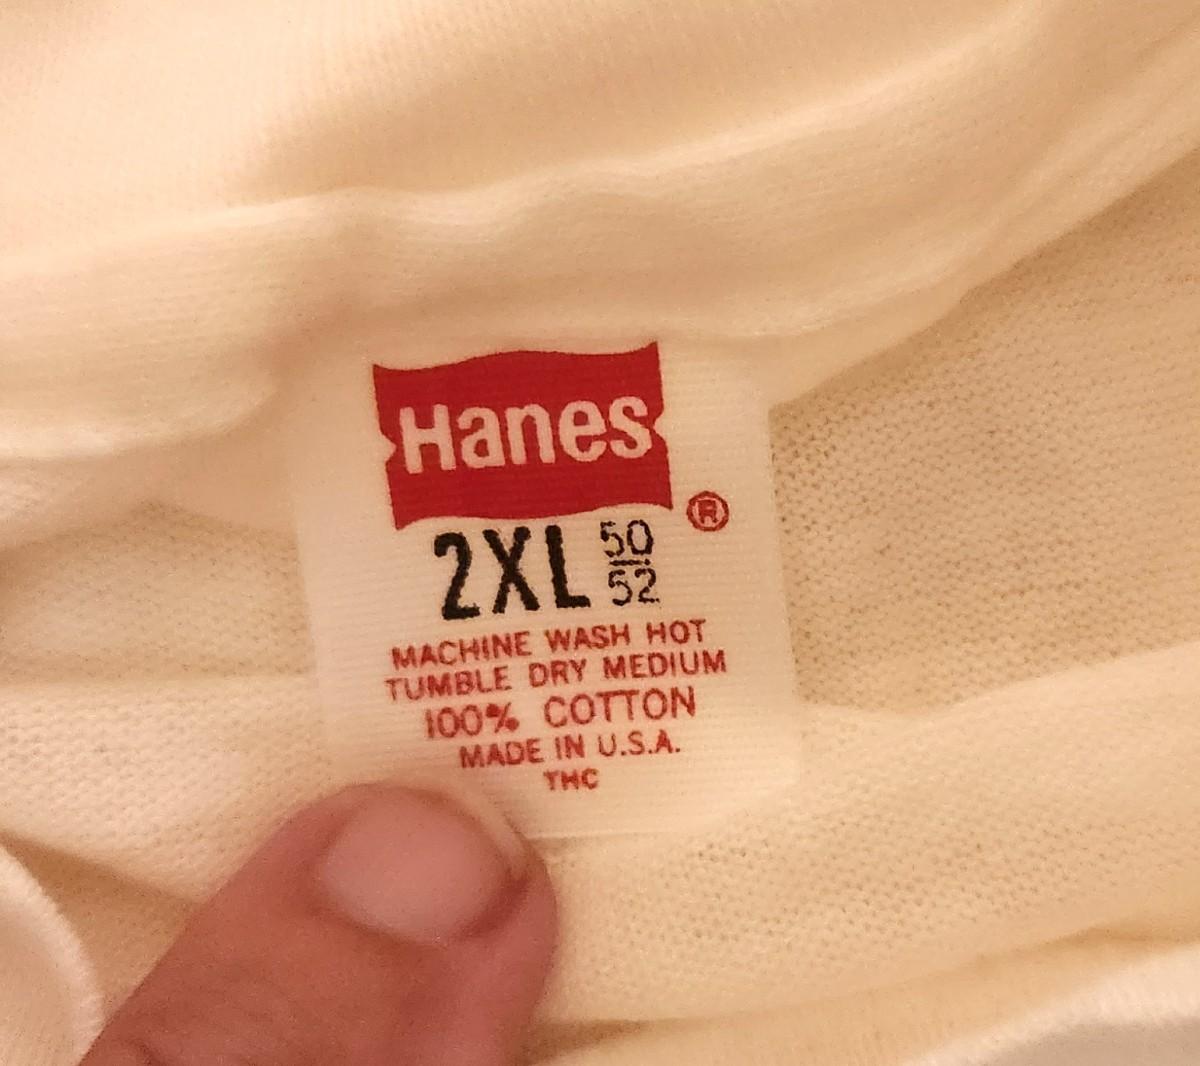 Hanes
®
2XL 50/52
MACHINE WASH HOT
TUMBLE DRY MEDIUM
100% COTTON
MADE IN U.S.A.
THC